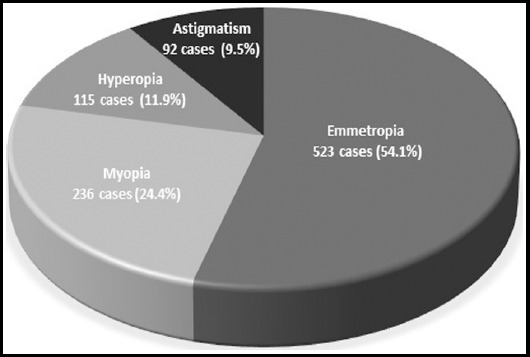 Astigmatism
92 cases (9.5%)
Hyperopia
115 cases (11.9%)
Emmetropia
523 cases (54.1%)
Myopia
236 cases (24.4%)